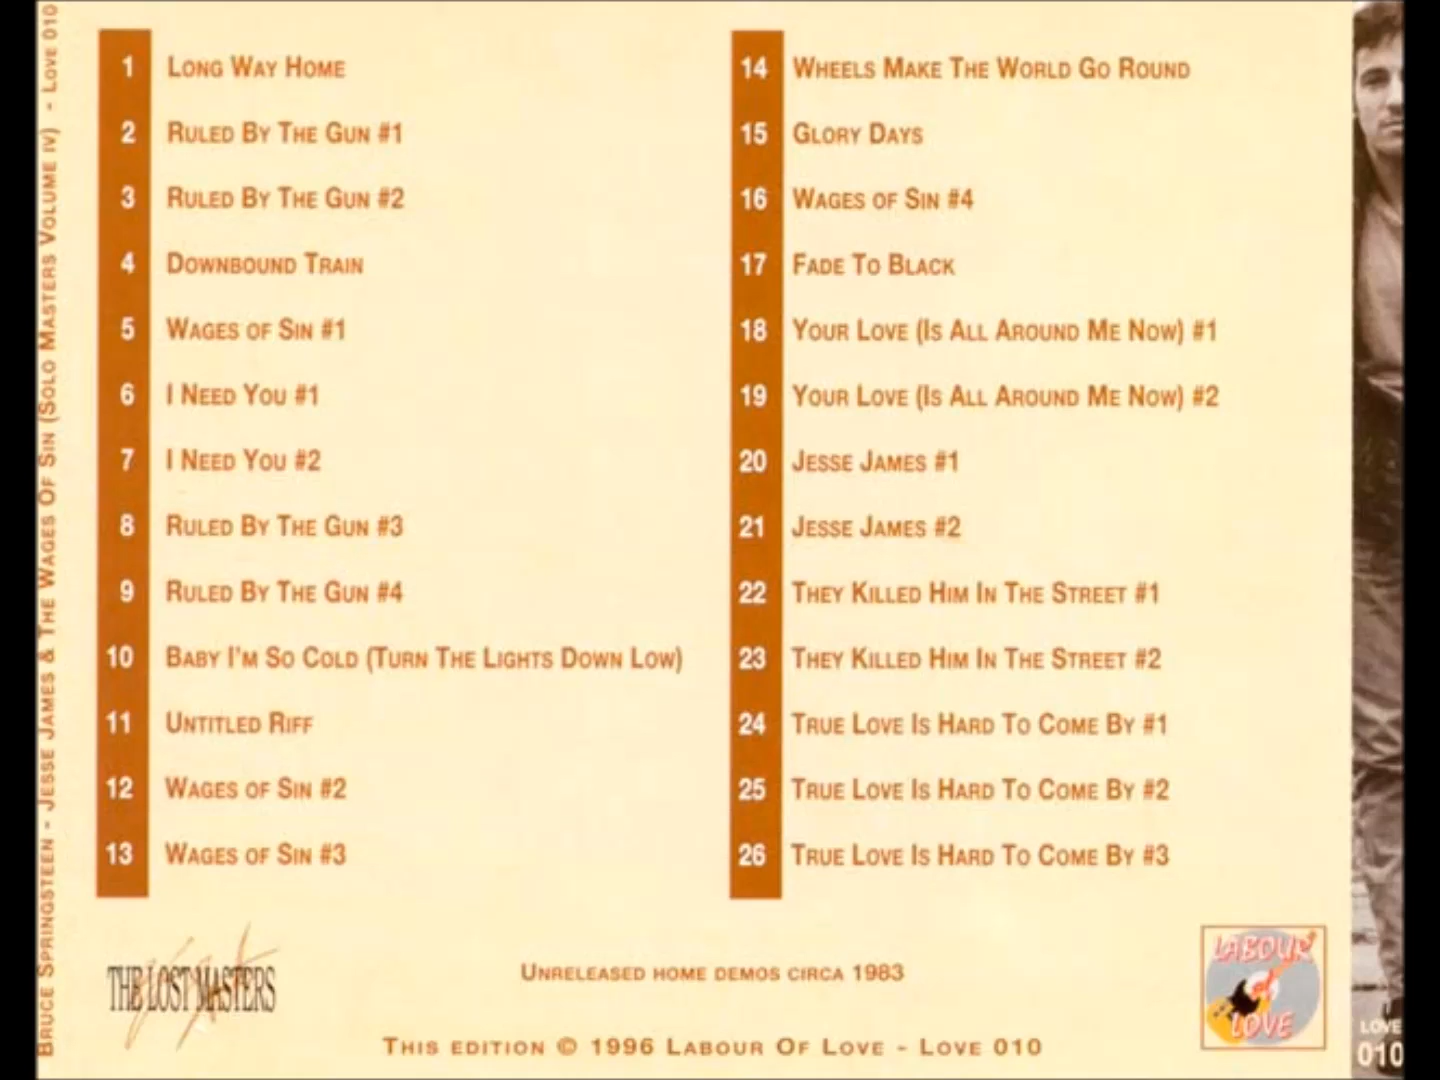 BRUCE SPRINGSTEEN - JESSE JAMES & THE WAGES OF SIN (SOLO MASTERS VOLUME IV) - LOVE 010
1 LONG WAY HOME
2 RULED BY THE GUN #1
3 RULED BY THE GUN #2
4 DOWNBOUND TRAIN
5 WAGES OF SIN #1
6 I NEED YOU #1
7 I NEED YOU #2
8 RULED BY THE GUN #3
9 RULED BY THE GUN #4
10 BABY I'M SO COLD (TURN THE LIGHTS DOWN LOW)
11 UNTITLED RIFF
12 WAGES OF SIN #2
13 WAGES OF SIN #3
14 WHEELS MAKE THE WORLD GO ROUND
15 GLORY DAYS
16 WAGES OF SIN #4
17 FADE TO BLACK
18 YOUR LOVE (IS ALL AROUND ME NOW) #1
19 YOUR LOVE (IS ALL AROUND ME NOW) #2
20 JESSE JAMES #1
21 JESSE JAMES #2
22 THEY KILLED HIM IN THE STREET #1
23 THEY KILLED HIM IN THE STREET #2
24 TRUE LOVE IS HARD TO COME BY #1
25 TRUE LOVE IS HARD TO COME BY #2
26 TRUE LOVE IS HARD TO COME BY #3
THE LOST MASTERS
UNRELEASED HOME DEMOS CIRCA 1983
THIS EDITION © 1996 LABOUR OF LOVE - LOVE 010
LABOUR
of
LOVE
LOVE
010